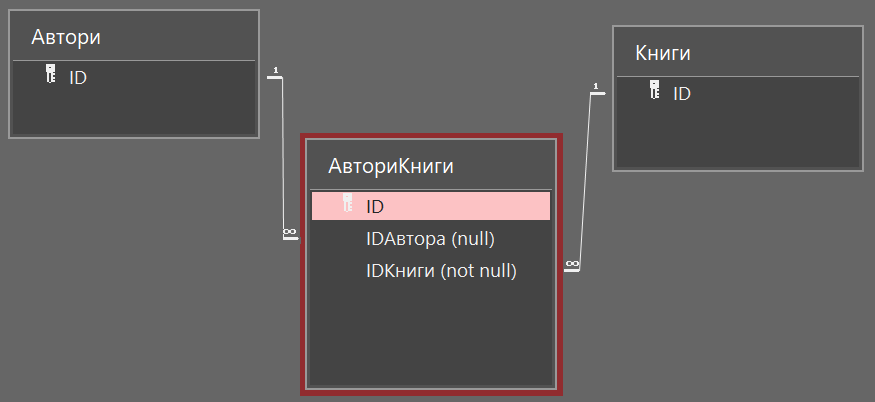 Автори
ID
1
∞
АвториКниги
ID
IDАвтора (null)
IDКниги (not null)
∞
1
Книги
ID